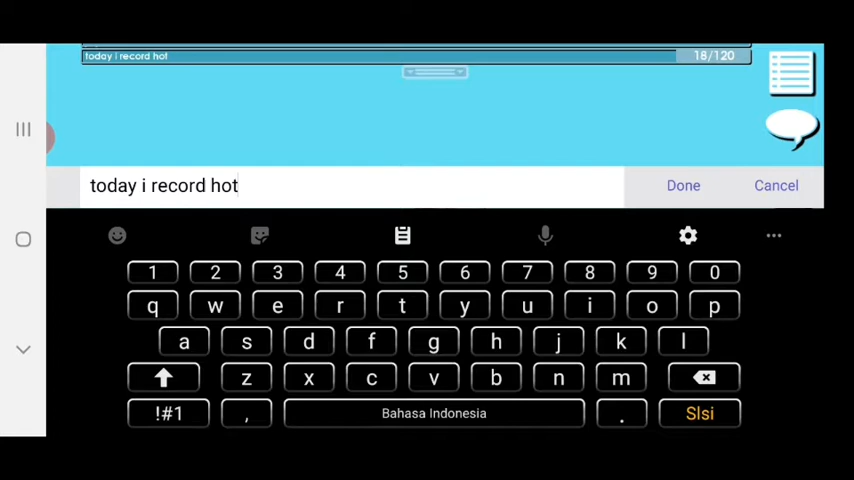 today i record hot 18/120
today i record hot Done Cancel
1 2 3 4 5 6 7 8 9 0
q w e r t y u i o p
a s d f g h j k l
z x c v b n m
!#1 , Bahasa Indonesia . Slsi